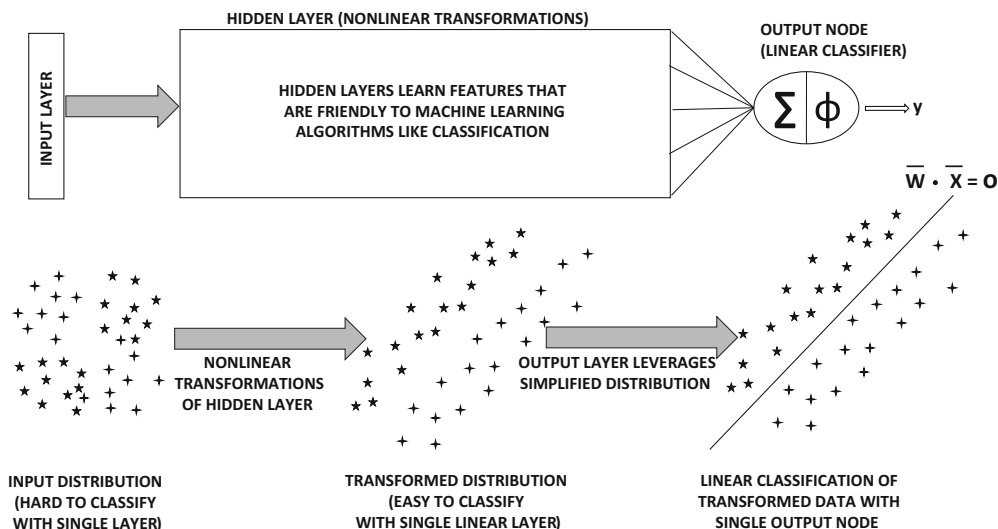 HIDDEN LAYER (NONLINEAR TRANSFORMATIONS)
INPUT LAYER
HIDDEN LAYERS LEARN FEATURES THAT
ARE FRIENDLY TO MACHINE LEARNING
ALGORITHMS LIKE CLASSIFICATION
OUTPUT NODE
(LINEAR CLASSIFIER)
Σ ϕ
y
W̅ · X̅ = 0
NONLINEAR
TRANSFORMATIONS
OF HIDDEN LAYER
OUTPUT LAYER LEVERAGES
SIMPLIFIED DISTRIBUTION
INPUT DISTRIBUTION
(HARD TO CLASSIFY
WITH SINGLE LAYER)
TRANSFORMED DISTRIBUTION
(EASY TO CLASSIFY
WITH SINGLE LINEAR LAYER)
LINEAR CLASSIFICATION OF
TRANSFORMED DATA WITH
SINGLE OUTPUT NODE